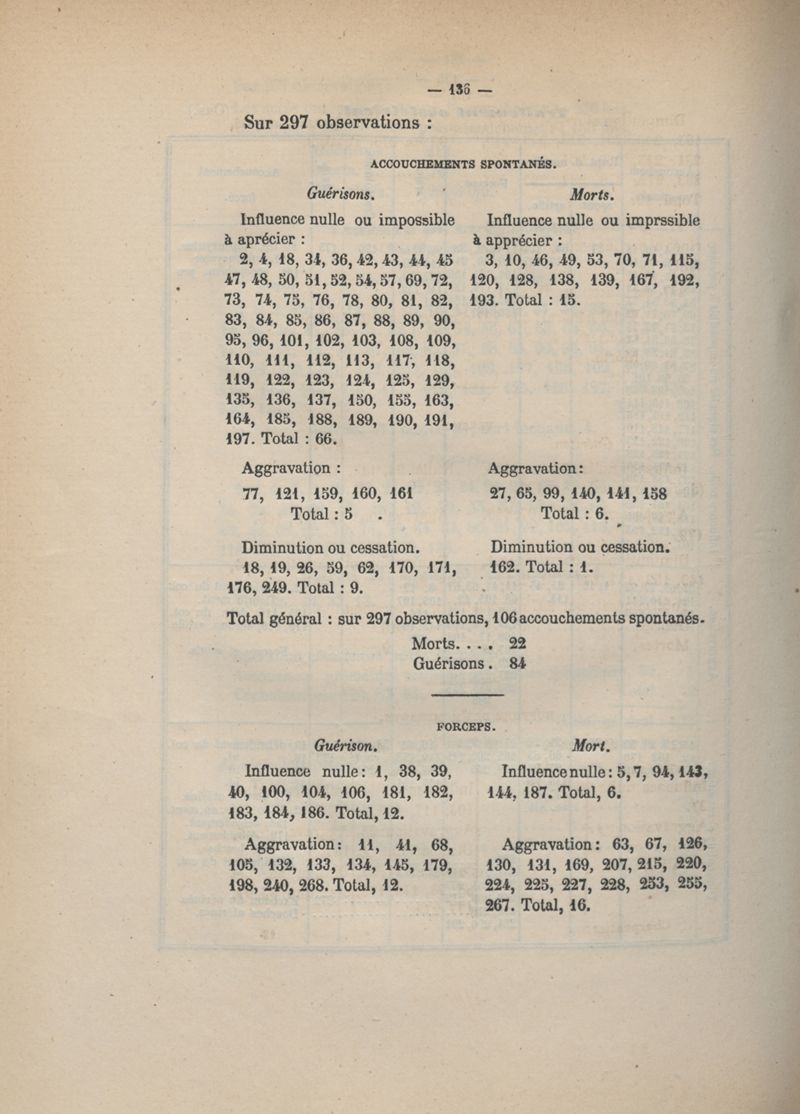 — 136 —
Sur 297 observations :
ACCOUCHEMENTS SPONTANÉS.
Guérisons.
Influence nulle ou impossible
à aprécier :
2, 4, 18, 34, 36, 42, 43, 44, 45
47, 48, 50, 51, 52, 54, 57, 69, 72,
73, 74, 75, 76, 78, 80, 81, 82,
83, 84, 85, 86, 87, 88, 89, 90,
95, 96, 101, 102, 103, 108, 109,
110, 111, 112, 113, 117, 118,
119, 122, 123, 124, 125, 129,
135, 136, 137, 150, 155, 163,
164, 185, 188, 189, 190, 191,
197. Total : 66.
Morts.
Influence nulle ou imprssible
à apprécier :
3, 10, 46, 49, 53, 70, 71, 115,
120, 128, 138, 139, 167, 192,
193. Total : 15.
Aggravation :
77, 121, 159, 160, 161
Total : 5 .
Aggravation :
27, 65, 99, 140, 141, 158
Total : 6.
Diminution ou cessation.
18, 19, 26, 59, 62, 170, 171,
176, 249. Total : 9.
Diminution ou cessation.
162. Total : 1.
Total général : sur 297 observations, 106 accouchements spontanés.
Morts. . . . 22
Guérisons . 84
FORCEPS.
Guérison.
Influence nulle : 1, 38, 39,
40, 100, 104, 106, 181, 182,
183, 184, 186. Total, 12.
Aggravation : 11, 41, 68,
105, 132, 133, 134, 145, 179,
198, 240, 268. Total, 12.
Mort.
Influence nulle : 5, 7, 94, 143,
144, 187. Total, 6.
Aggravation : 63, 67, 126,
130, 131, 169, 207, 215, 220,
224, 225, 227, 228, 253, 255,
267. Total, 16.